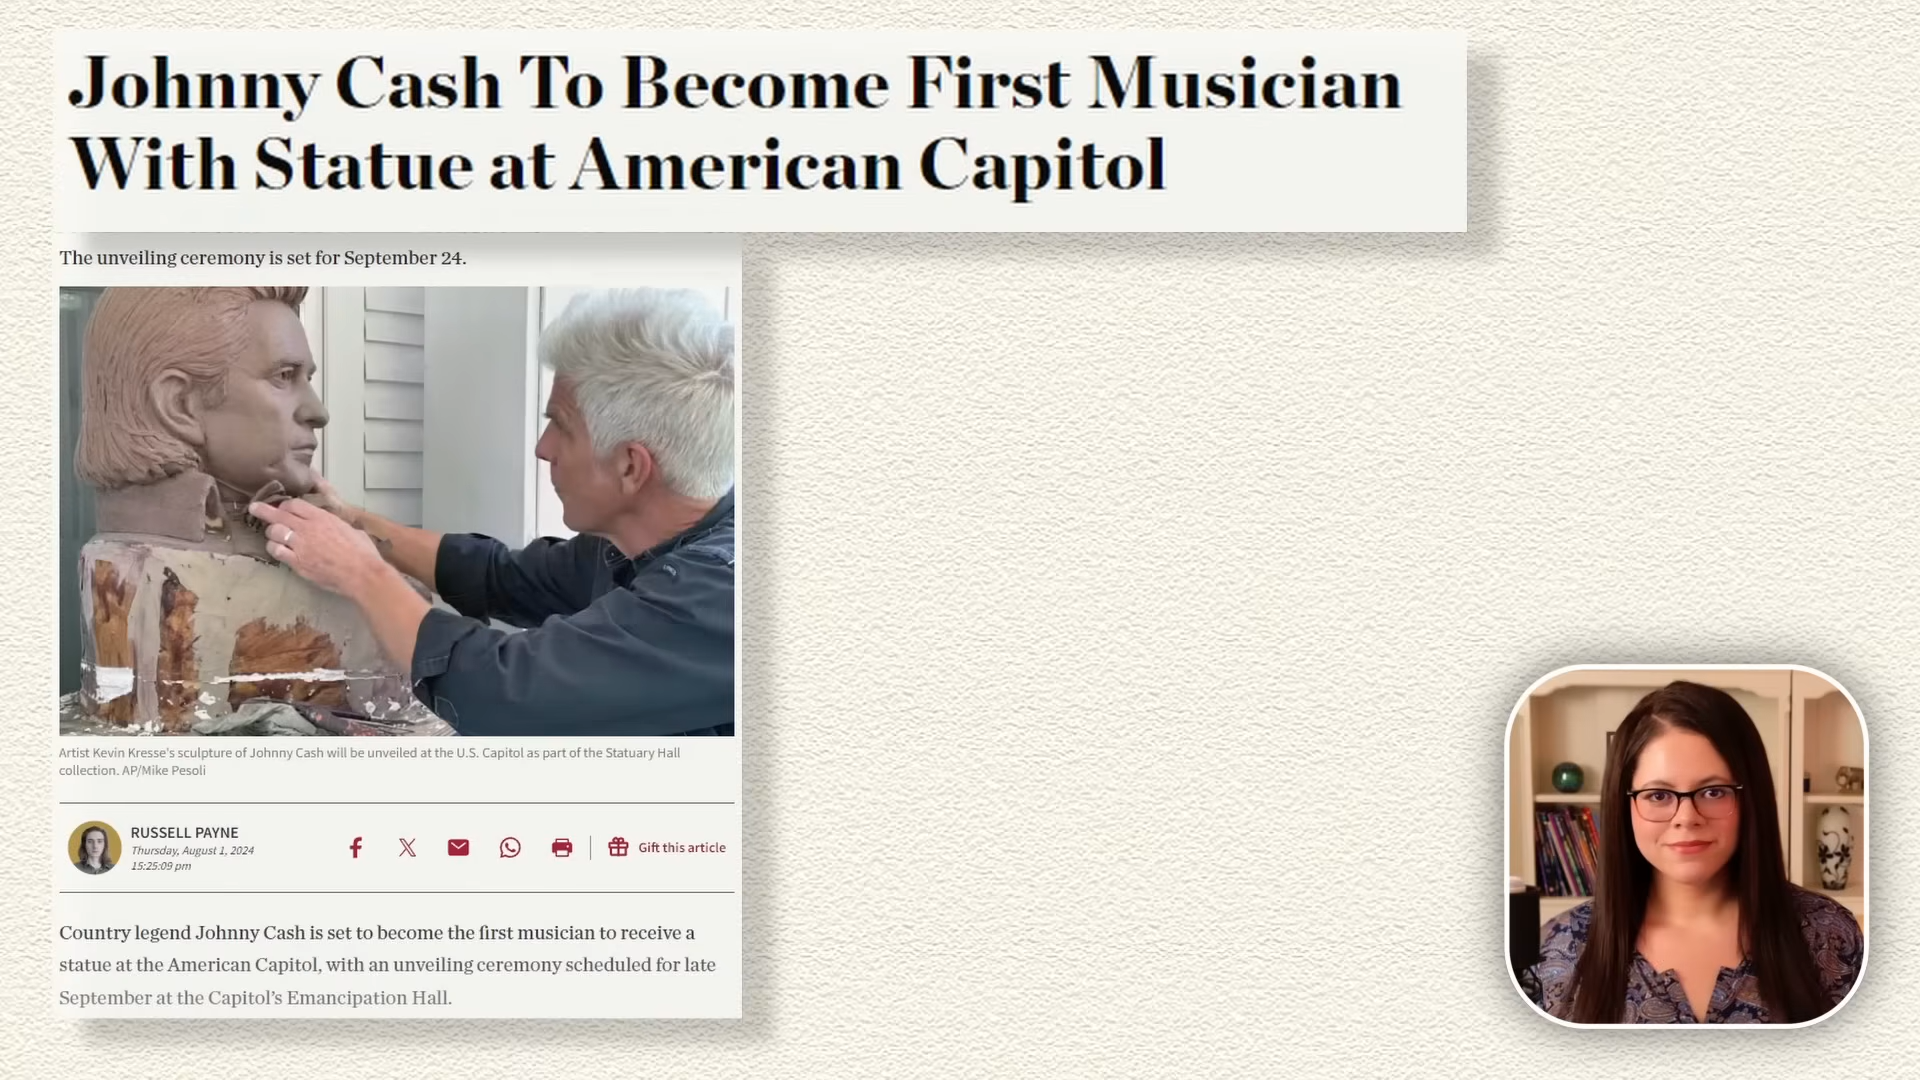 Johnny Cash To Become First Musician
With Statue at American Capitol
The unveiling ceremony is set for September 24.
Artist Kevin Kresse's sculpture of Johnny Cash will be unveiled at the U.S. Capitol as part of the Statuary Hall
collection. AP/Mike Pesoli
RUSSELL PAYNE
Thursday, August 1, 2024
15:25:09 pm
Gift this article
Country legend Johnny Cash is set to become the first musician to receive a
statue at the American Capitol, with an unveiling ceremony scheduled for late
September at the Capitol’s Emancipation Hall.